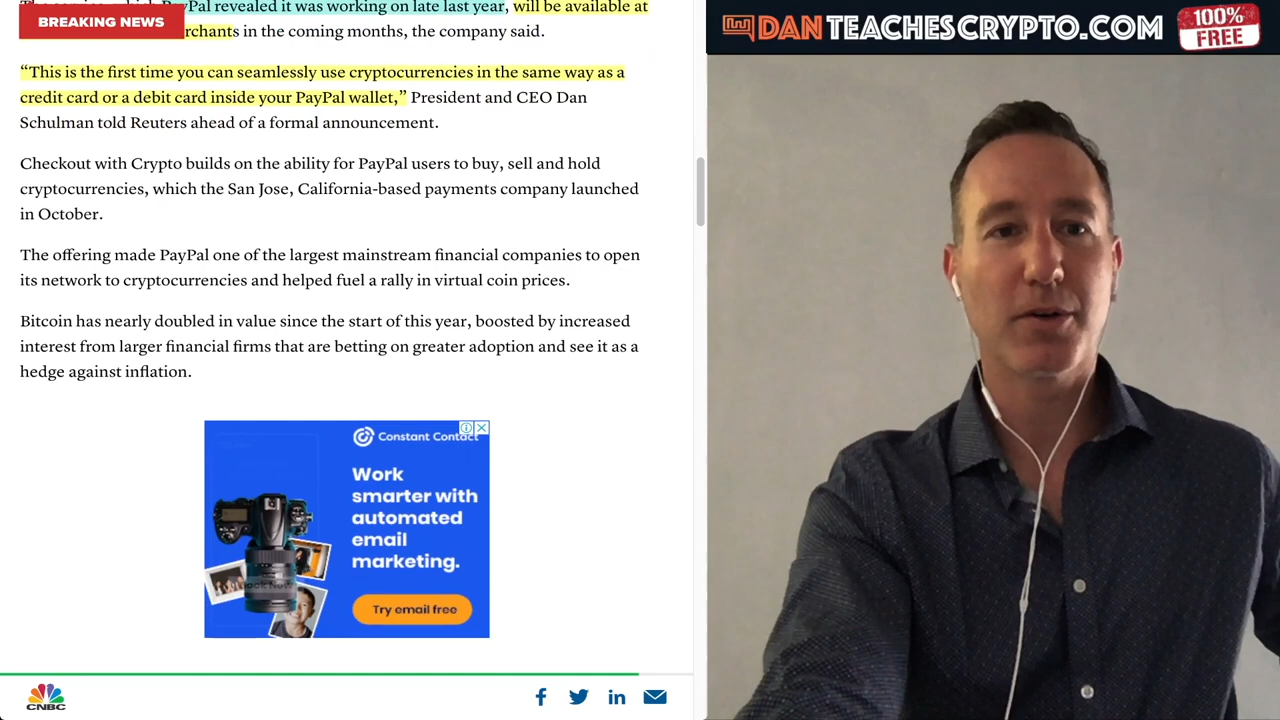 PayPal revealed it was working on late last year, will be available at
BREAKING NEWS
rchants in the coming months, the company said.
“This is the first time you can seamlessly use cryptocurrencies in the same way as a
credit card or a debit card inside your PayPal wallet,” President and CEO Dan
Schulman told Reuters ahead of a formal announcement.
Checkout with Crypto builds on the ability for PayPal users to buy, sell and hold
cryptocurrencies, which the San Jose, California-based payments company launched
in October.
The offering made PayPal one of the largest mainstream financial companies to open
its network to cryptocurrencies and helped fuel a rally in virtual coin prices.
Bitcoin has nearly doubled in value since the start of this year, boosted by increased
interest from larger financial firms that are betting on greater adoption and see it as a
hedge against inflation.
Constant Contact
Work
smarter with
automated
email
marketing.
Try email free
CNBC
DANTEACHESCRYPTO.COM
100%
FREE